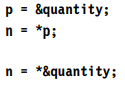 p = &quantity;
n = *p;
n = *&quantity;